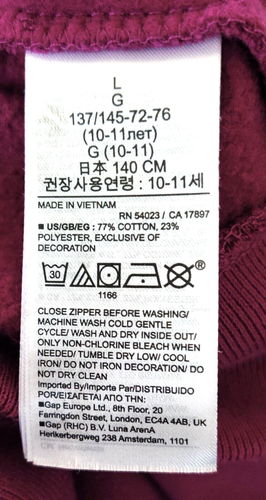 L
G
137/145-72-76
(10-11лет)
G (10-11)
日本 140 CM
권장사용연령 : 10-11세
MADE IN VIETNAM
RN 54023 / CA 17897
■ US/GB/EG : 77% COTTON, 23%
POLYESTER, EXCLUSIVE OF
DECORATION
30
®
1166
CLOSE ZIPPER BEFORE WASHING/
MACHINE WASH COLD GENTLE
CYCLE/ WASH AND DRY INSIDE OUT/
ONLY NON-CHLORINE BLEACH WHEN
NEEDED/ TUMBLE DRY LOW/ COOL
IRON/ DO NOT IRON DECORATION/ DO
NOT DRY CLEAN
Imported By/Importe Par/DISTRIBUIDO
POR/ΕΙΣΑΓΕΤΑΙ ΑΠΟ ΤΗΝ:
■Gap Europe Ltd., 8th Floor, 20
Farringdon Street, London, EC4A 4AB, UK
■Gap (RHC) B.V. Luna ArenA
Herikerbergweg 238 Amsterdam, 1101